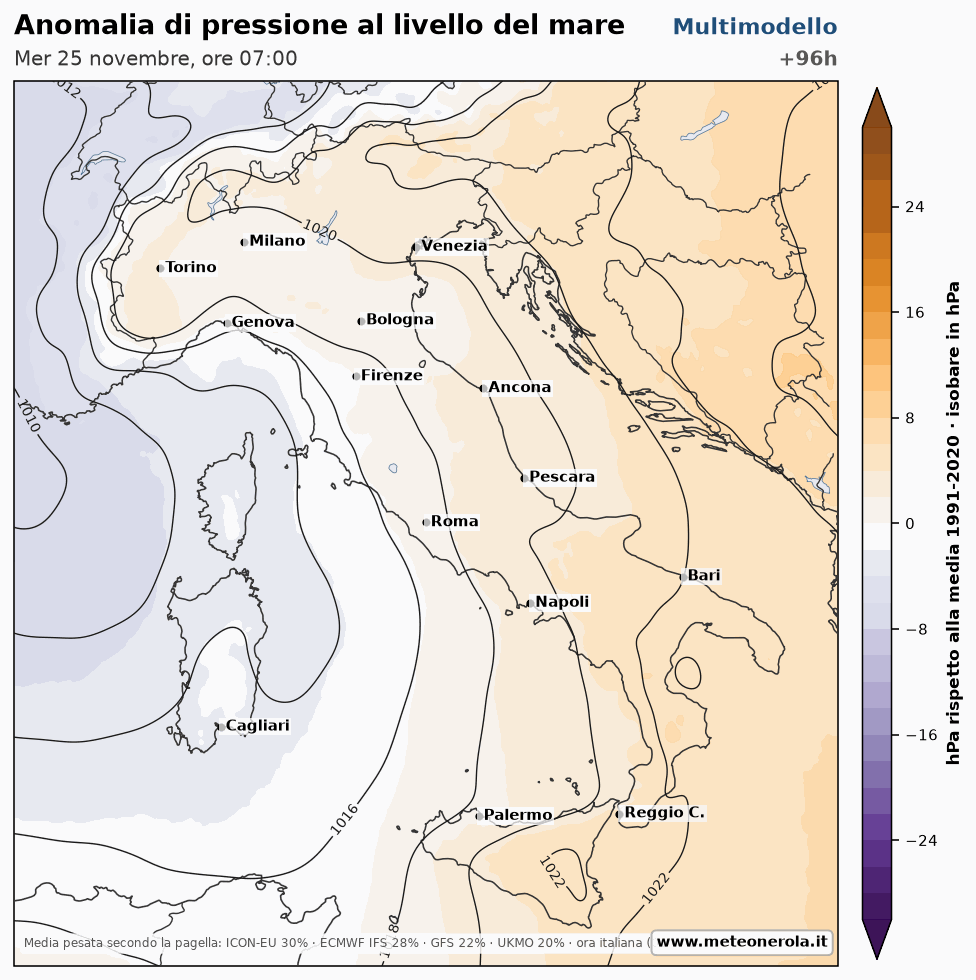 Anomalia di pressione al livello del mare
Multimodello
Mer 25 novembre, ore 07:00
+96h
1012
1020
Milano
Venezia
Torino
Genova
Bologna
Firenze
Ancona
1010
Pescara
Roma
Bari
Napoli
Cagliari
1016
Palermo
Reggio C.
1022
1022
24
16
8
0
−8
−16
−24
hPa rispetto alla media 1991-2020 · isobare in hPa
Media pesata secondo la pagella: ICON-EU 30% · ECMWF IFS 28% · GFS 22% · UKMO 20% · ora italiana (
www.meteonerola.it